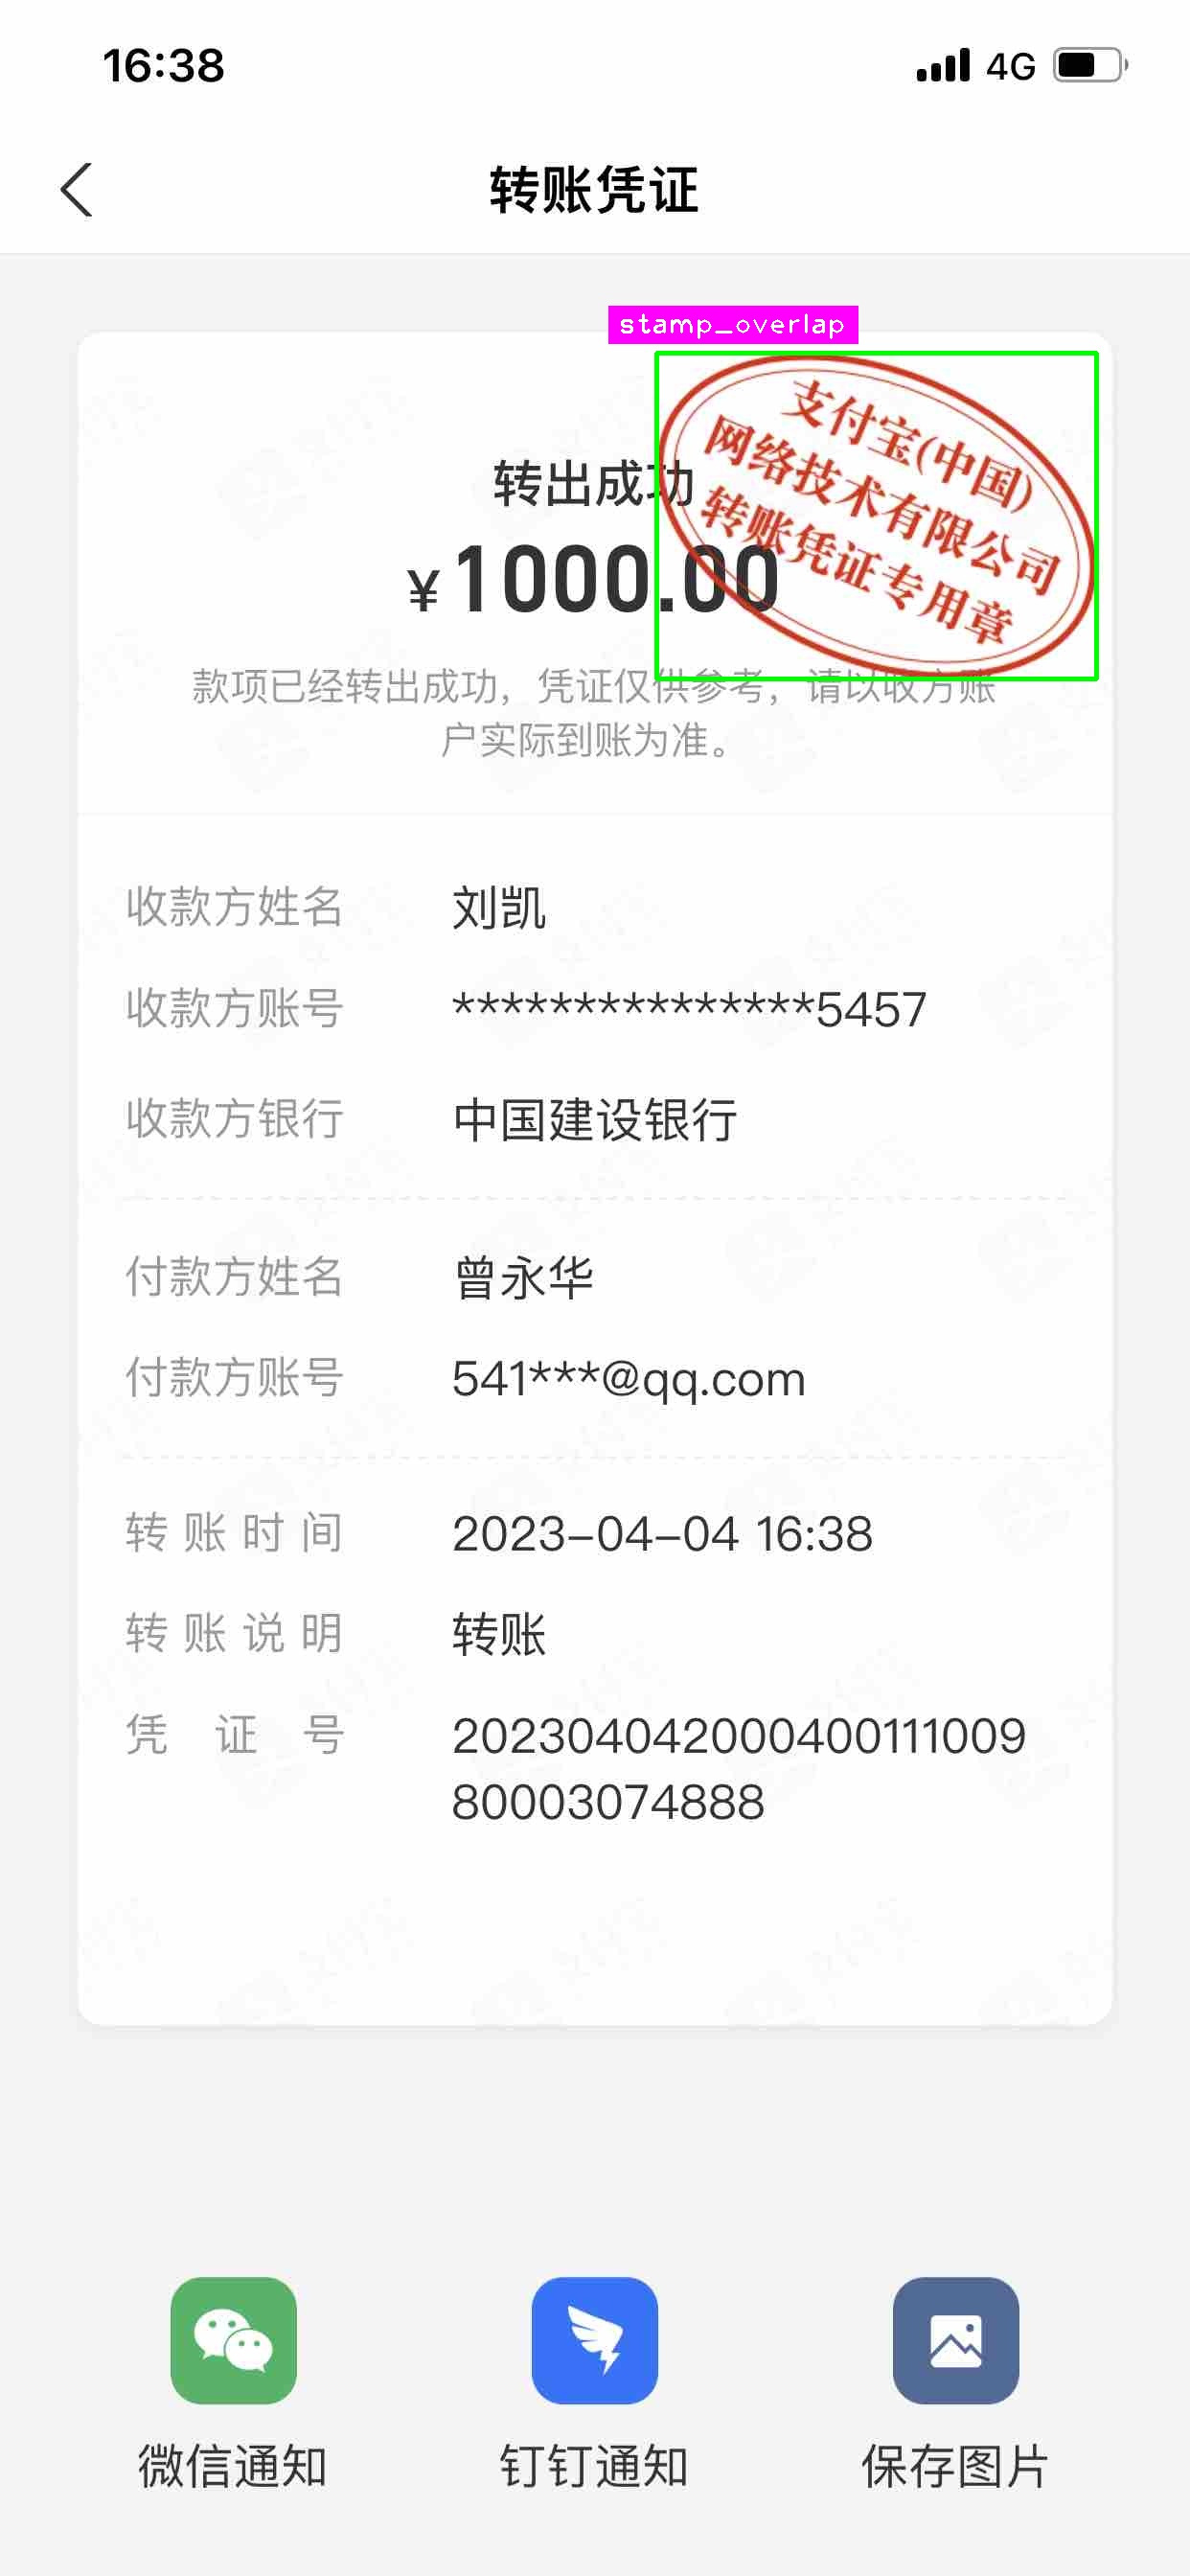 16:38
4G
转账凭证
stamp_overlap
支付宝(中国)
网络技术有限公司
转账凭证专用章
转出成功
¥1000.00
款项已经转出成功，凭证仅供参考，请以收方账
户实际到账为准。
收款方姓名 刘凯
收款方账号 ***************5457
收款方银行 中国建设银行
付款方姓名 曾永华
付款方账号 541***@qq.com
转账时间 2023-04-04 16:38
转账说明 转账
凭证号 20230404200040011100980003074888
微信通知 钉钉通知 保存图片